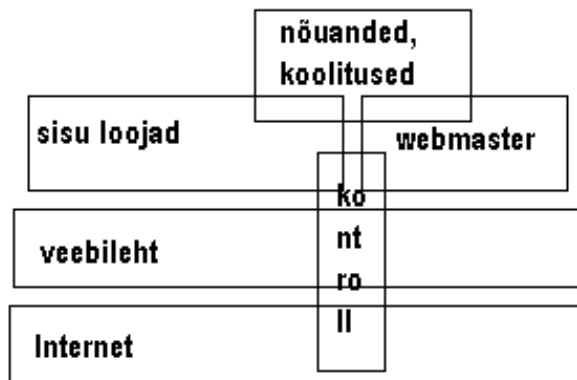 nõuanded,
koolitused
sisu loojad
webmaster
ko
nt
ro
ll
veebileht
Internet